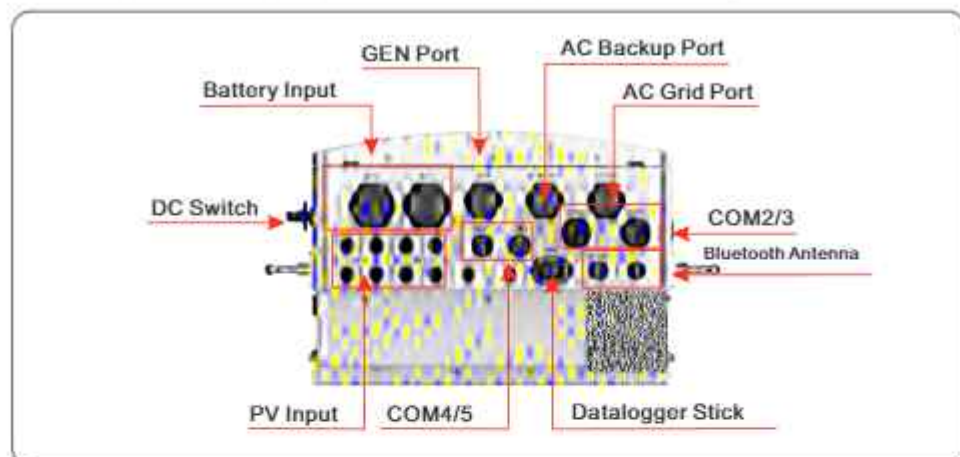 AC Backup Port
GEN Port
Battery Input
AC Grid Port
DC Switch
COM2/3
Bluetooth Antenna
PV Input
COM4/5
Datalogger Stick